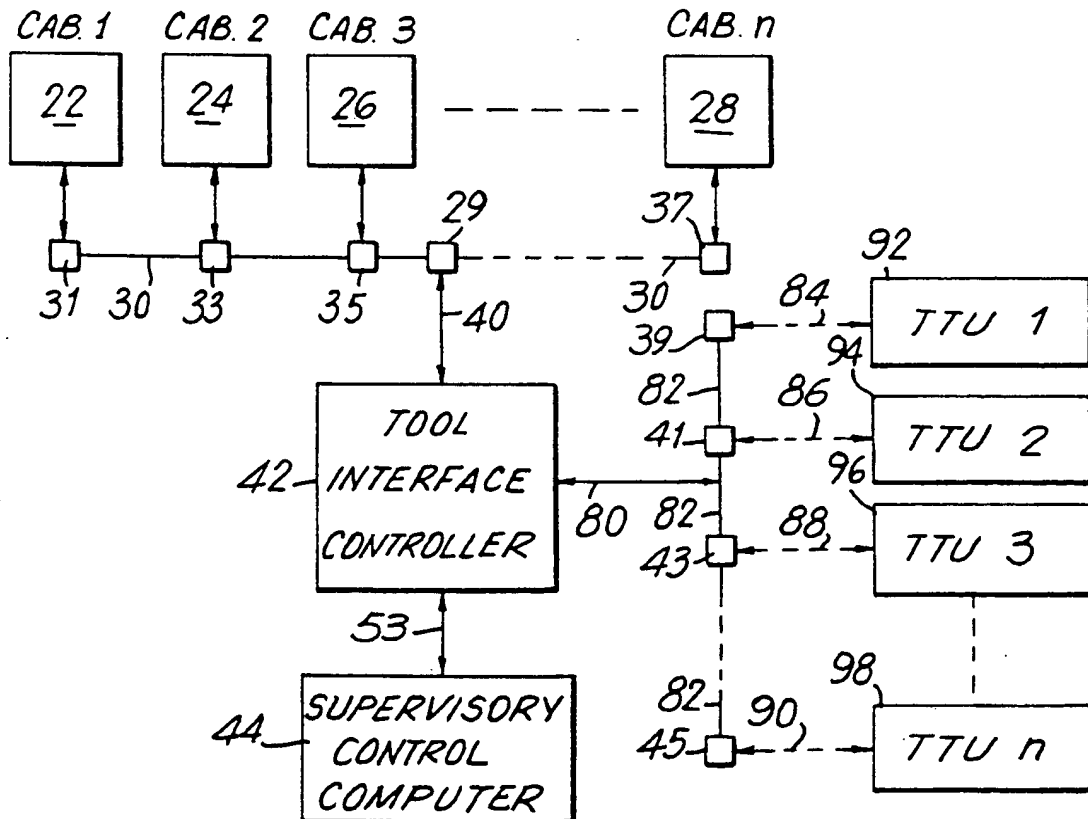 CAB. 1 CAB. 2 CAB. 3 CAB. n
22 24 26 28
29 37
31 30 33 35 30
40
92
84 TTU 1
39
94
82 86
41 TTU 2
96
TOOL
42 INTERFACE
CONTROLLER
80 82 88
43 TTU 3
53
98
82 90
45 TTU n
44 SUPERVISORY
CONTROL
COMPUTER